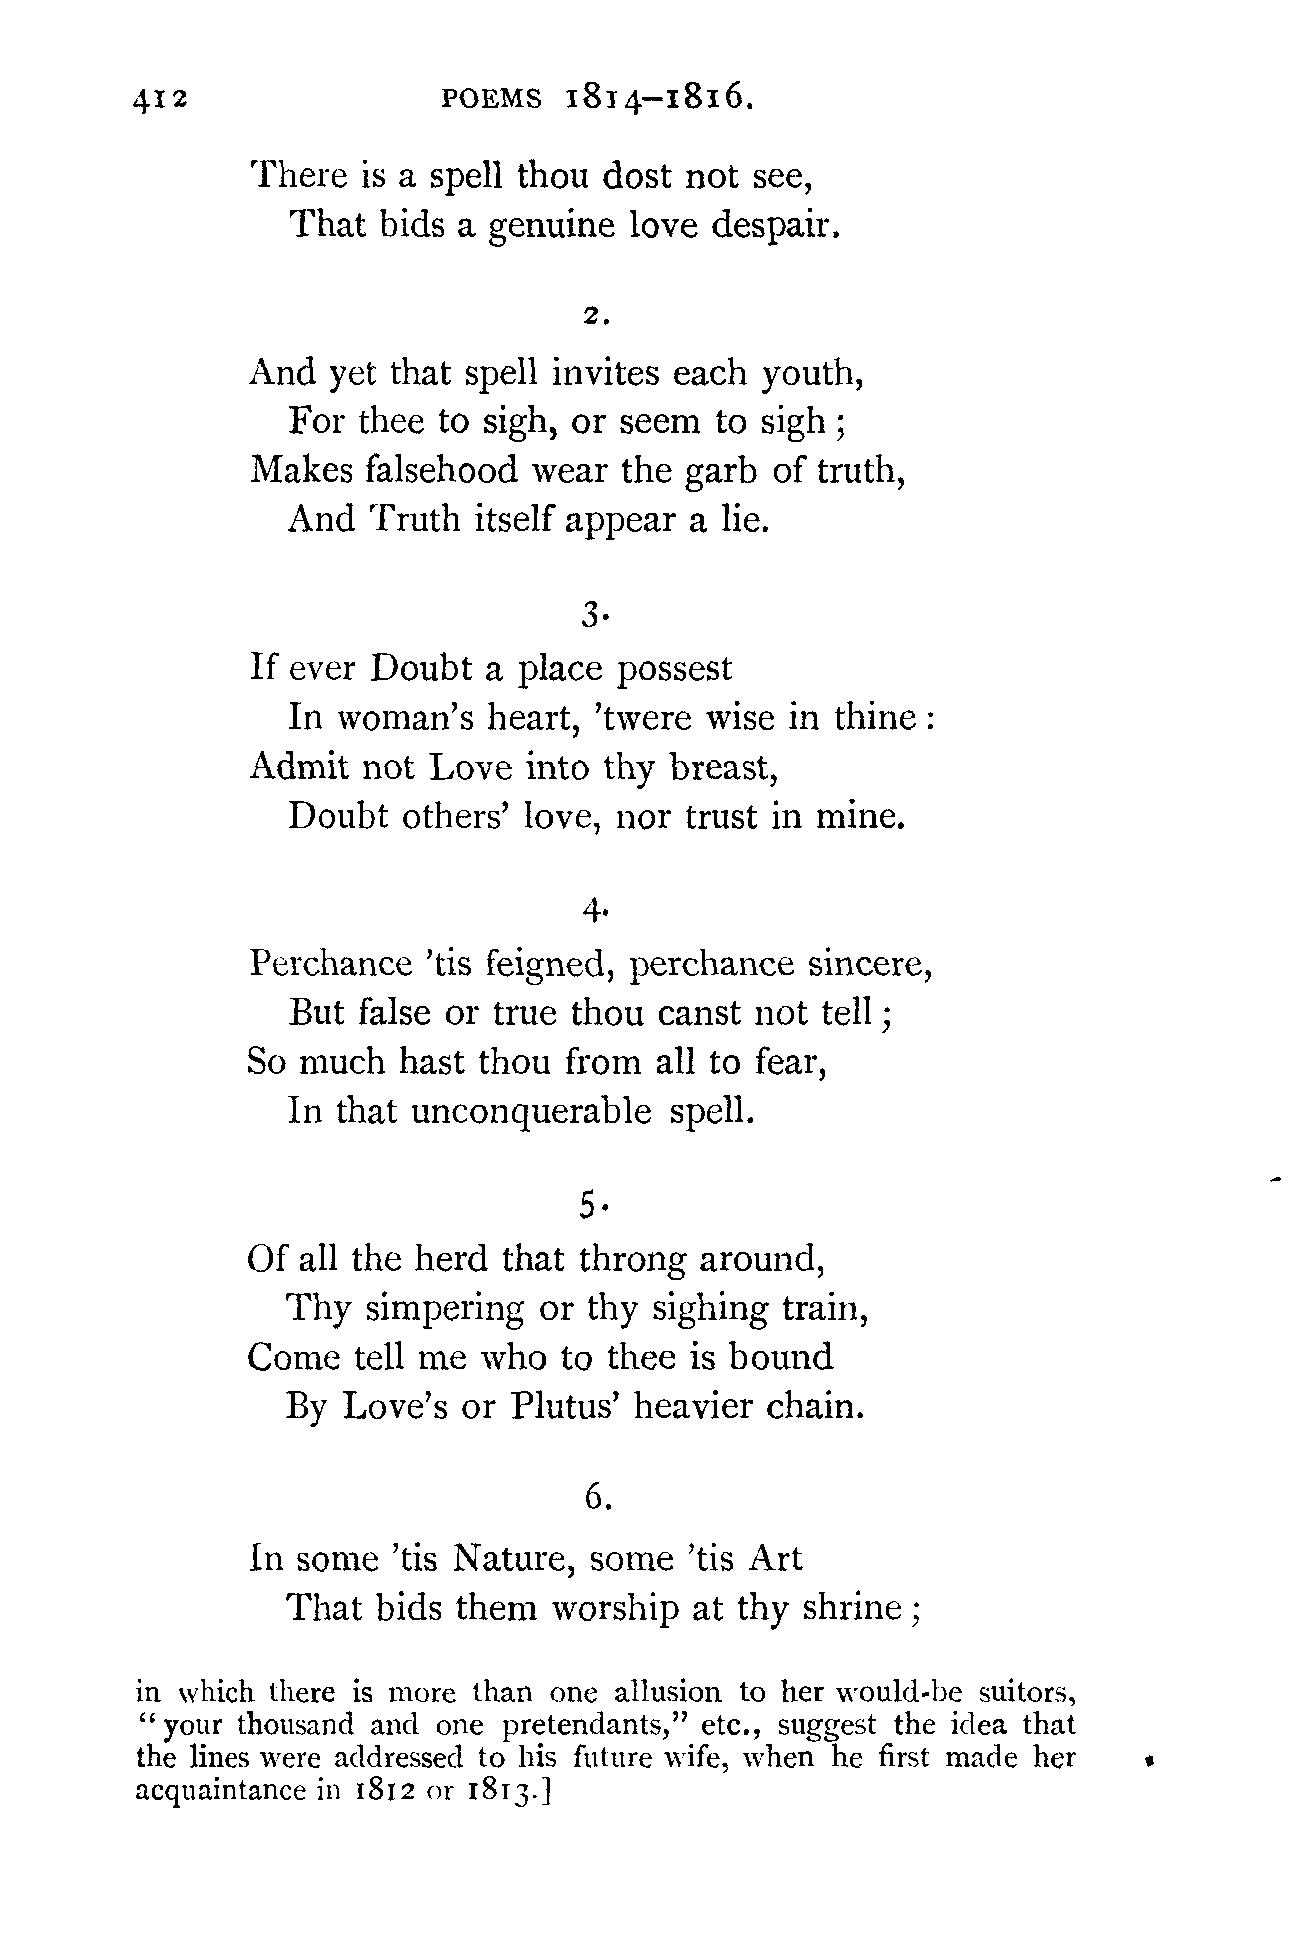 412 POEMS 1814–1816.
There is a spell thou dost not see,
That bids a genuine love despair.
2.
And yet that spell invites each youth,
For thee to sigh, or seem to sigh ;
Makes falsehood wear the garb of truth,
And Truth itself appear a lie.
3.
If ever Doubt a place possest
In woman's heart, 'twere wise in thine :
Admit not Love into thy breast,
Doubt others' love, nor trust in mine.
4.
Perchance 'tis feigned, perchance sincere,
But false or true thou canst not tell ;
So much hast thou from all to fear,
In that unconquerable spell.
5.
Of all the herd that throng around,
Thy simpering or thy sighing train,
Come tell me who to thee is bound
By Love's or Plutus' heavier chain.
6.
In some 'tis Nature, some 'tis Art
That bids them worship at thy shrine ;
in which there is more than one allusion to her would-be suitors,
“your thousand and one pretendants,” etc., suggest the idea that
the lines were addressed to his future wife, when he first made her
acquaintance in 1812 or 1813.]